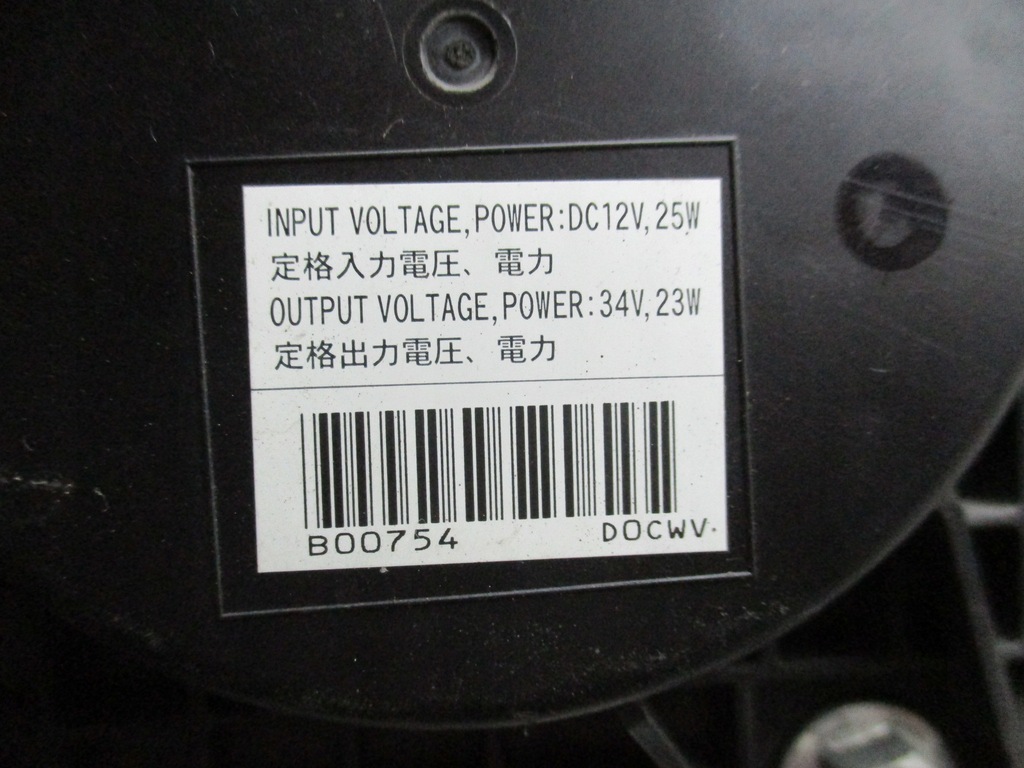 INPUT VOLTAGE,POWER:DC12V,25W
定格入力電圧、電力
OUTPUT VOLTAGE,POWER:34V,23W
定格出力電圧、電力
B00754 DOCWV